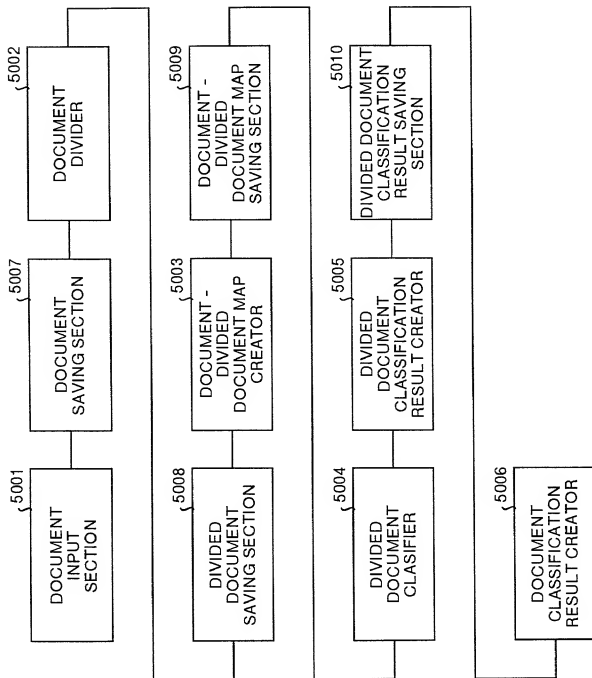 5001
DOCUMENT
INPUT
SECTION
5007
DOCUMENT
SAVING SECTION
5002
DOCUMENT
DIVIDER
5008
DIVIDED
DOCUMENT
SAVING SECTION
5003
DOCUMENT -
DIVIDED
DOCUMENT MAP
CREATOR
5009
DOCUMENT -
DIVIDED
DOCUMENT MAP
SAVING SECTION
5004
DIVIDED
DOCUMENT
CLASIFIER
5005
DIVIDED
DOCUMENT
CLASSIFICATION
RESULT CREATOR
5010
DIVIDED DOCUMENT
CLASSIFICATION
RESULT SAVING
SECTION
5006
DOCUMENT
CLASSIFICATION
RESULT CREATOR